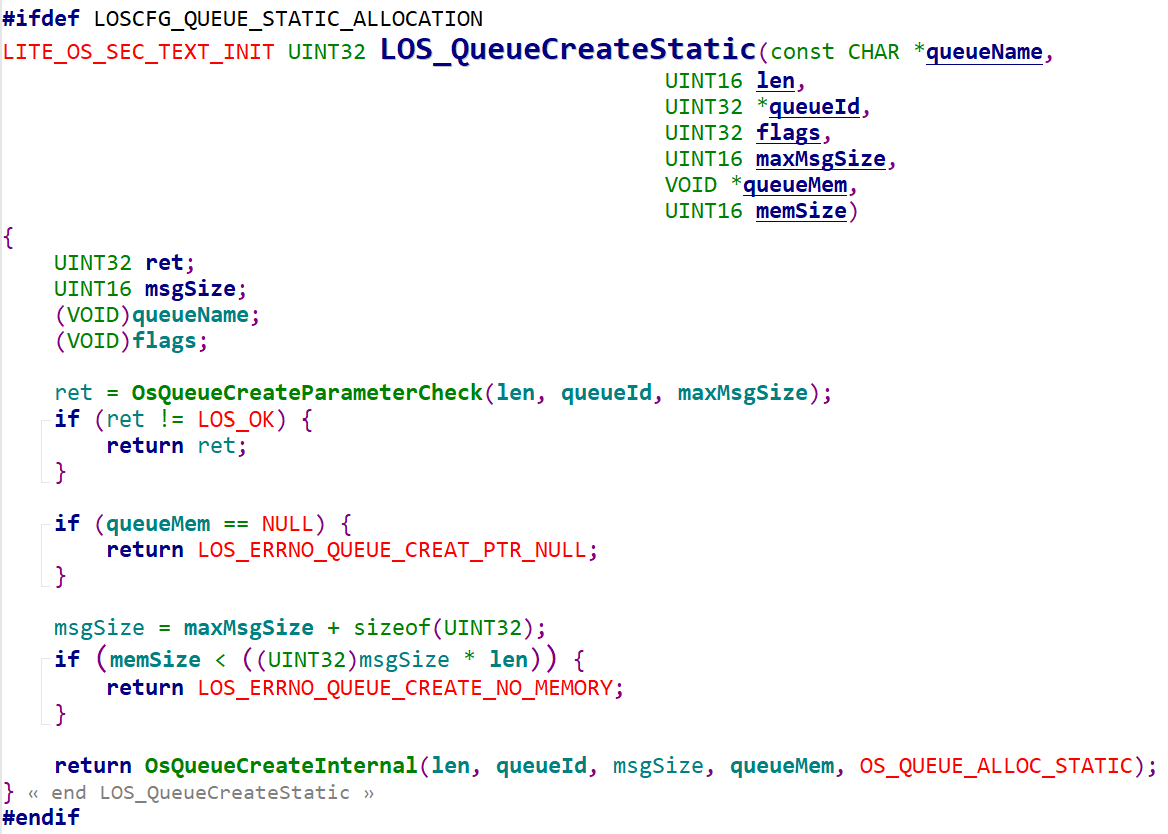 #ifdef LOSCFG_QUEUE_STATIC_ALLOCATION
LITE_OS_SEC_TEXT_INIT UINT32 LOS_QueueCreateStatic(const CHAR *queueName,
UINT16 len,
UINT32 *queueId,
UINT32 flags,
UINT16 maxMsgSize,
VOID *queueMem,
UINT16 memSize)
{
    UINT32 ret;
    UINT16 msgSize;
    (VOID)queueName;
    (VOID)flags;
    ret = OsQueueCreateParameterCheck(len, queueId, maxMsgSize);
    if (ret != LOS_OK) {
        return ret;
    }
    if (queueMem == NULL) {
        return LOS_ERRNO_QUEUE_CREAT_PTR_NULL;
    }
    msgSize = maxMsgSize + sizeof(UINT32);
    if (memSize < ((UINT32)msgSize * len)) {
        return LOS_ERRNO_QUEUE_CREATE_NO_MEMORY;
    }
    return OsQueueCreateInternal(len, queueId, msgSize, queueMem, OS_QUEUE_ALLOC_STATIC);
} « end LOS_QueueCreateStatic »
#endif